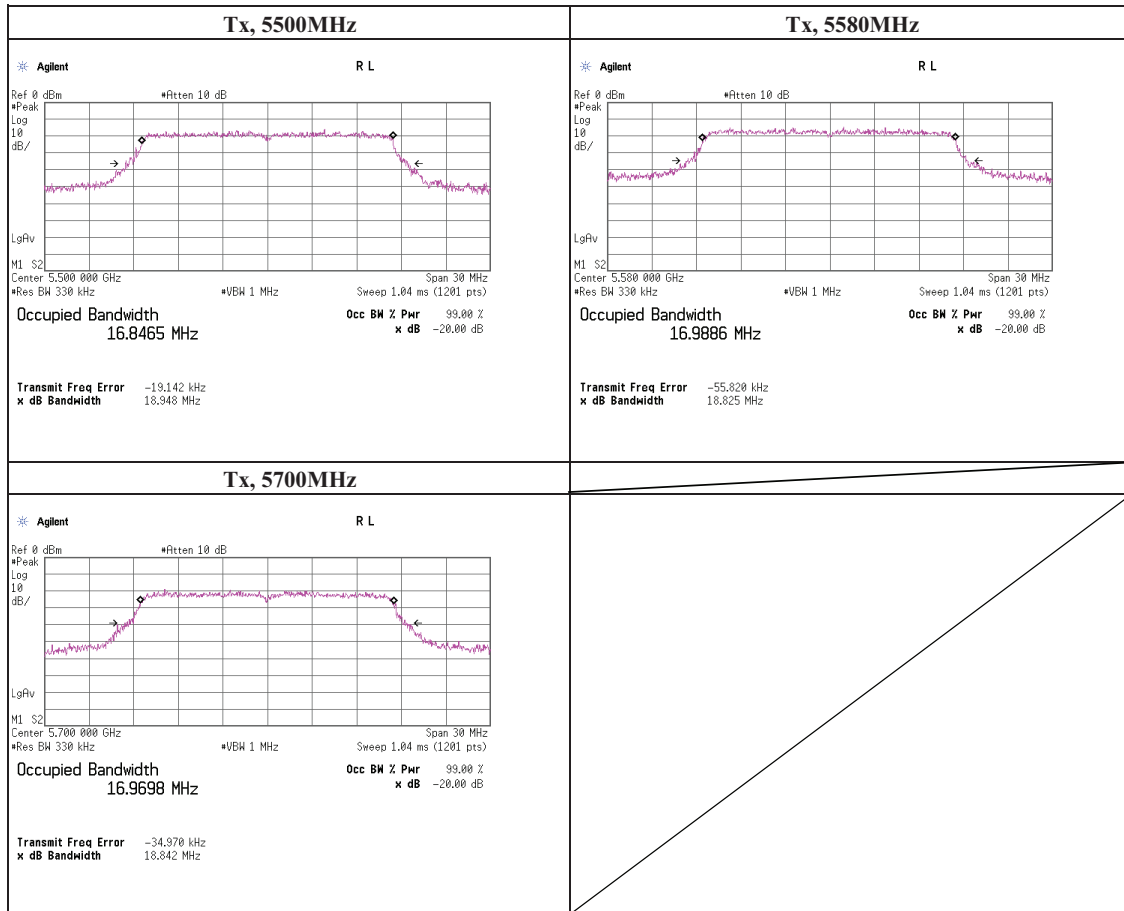 Tx, 5500MHz
Agilent R L
Ref 0 dBm #Atten 10 dB
#Peak
Log
10
dB/
LgAv
M1 S2
Center 5.500 000 GHz Span 30 MHz
#Res BW 330 kHz #VBW 1 MHz Sweep 1.04 ms (1201 pts)
Occupied Bandwidth Occ BW % Pwr 99.00 %
16.8465 MHz x dB -20.00 dB
Transmit Freq Error -19.142 kHz
x dB Bandwidth 18.948 MHz
Tx, 5580MHz
Agilent R L
Ref 0 dBm #Atten 10 dB
#Peak
Log
10
dB/
LgAv
M1 S2
Center 5.580 000 GHz Span 30 MHz
#Res BW 330 kHz #VBW 1 MHz Sweep 1.04 ms (1201 pts)
Occupied Bandwidth Occ BW % Pwr 99.00 %
16.9886 MHz x dB -20.00 dB
Transmit Freq Error -55.820 kHz
x dB Bandwidth 18.825 MHz
Tx, 5700MHz
Agilent R L
Ref 0 dBm #Atten 10 dB
#Peak
Log
10
dB/
LgAv
M1 S2
Center 5.700 000 GHz Span 30 MHz
#Res BW 330 kHz #VBW 1 MHz Sweep 1.04 ms (1201 pts)
Occupied Bandwidth Occ BW % Pwr 99.00 %
16.9698 MHz x dB -20.00 dB
Transmit Freq Error -34.970 kHz
x dB Bandwidth 18.842 MHz